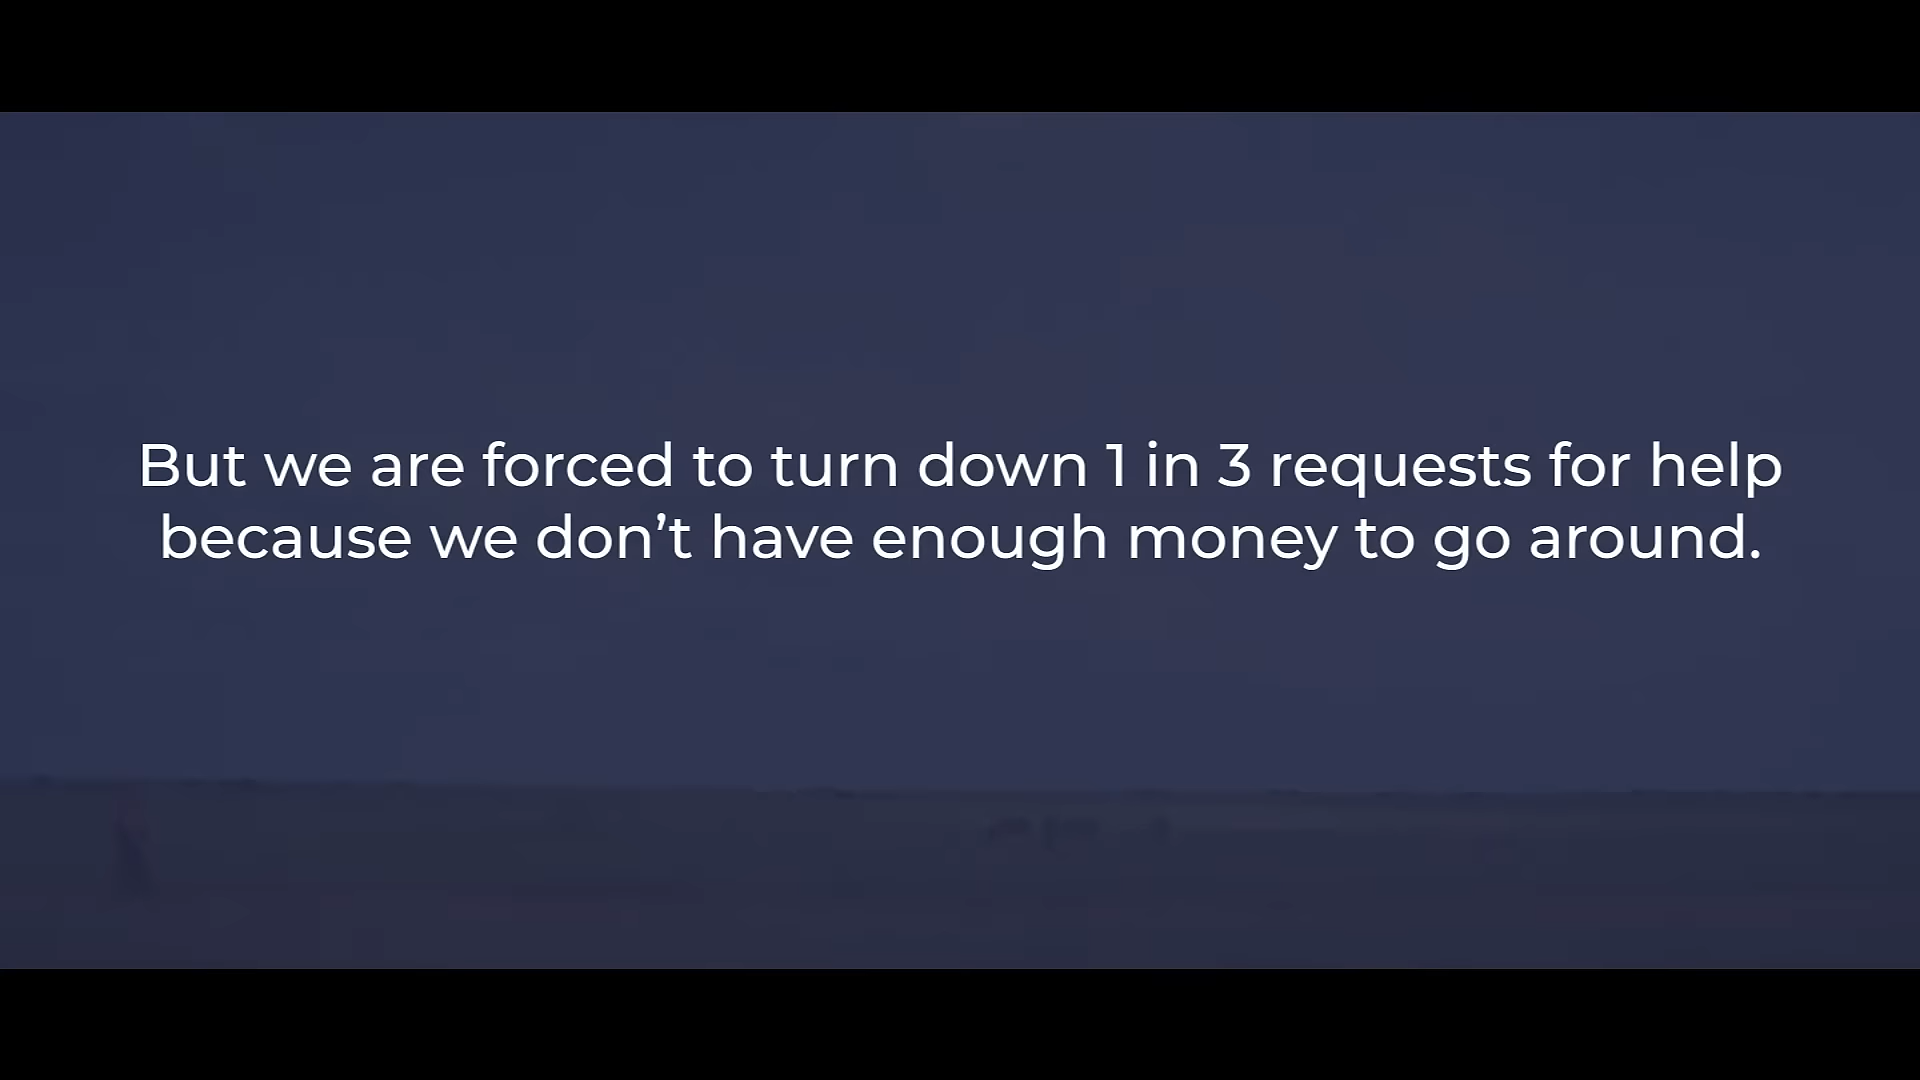 But we are forced to turn down 1 in 3 requests for help
because we don’t have enough money to go around.